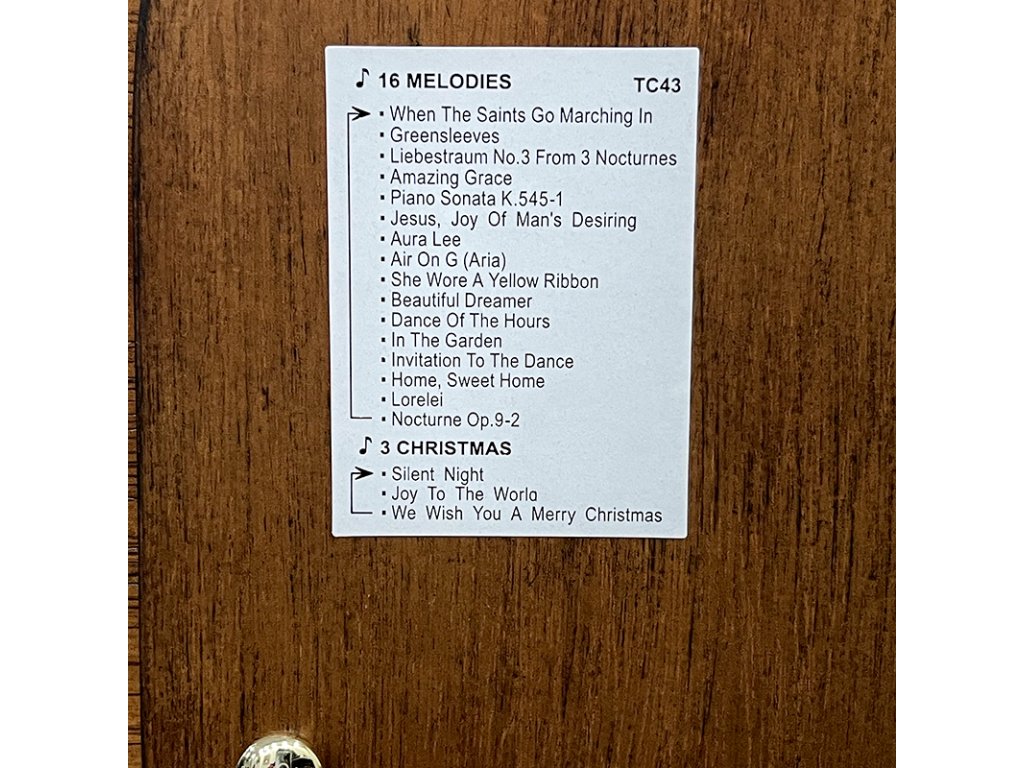 ♪ 16 MELODIES TC43
· When The Saints Go Marching In
· Greensleeves
· Liebestraum No.3 From 3 Nocturnes
· Amazing Grace
· Piano Sonata K.545-1
· Jesus, Joy Of Man's Desiring
· Aura Lee
· Air On G (Aria)
· She Wore A Yellow Ribbon
· Beautiful Dreamer
· Dance Of The Hours
· In The Garden
· Invitation To The Dance
· Home, Sweet Home
· Lorelei
· Nocturne Op.9-2
♪ 3 CHRISTMAS
· Silent Night
· Joy To The World
· We Wish You A Merry Christmas